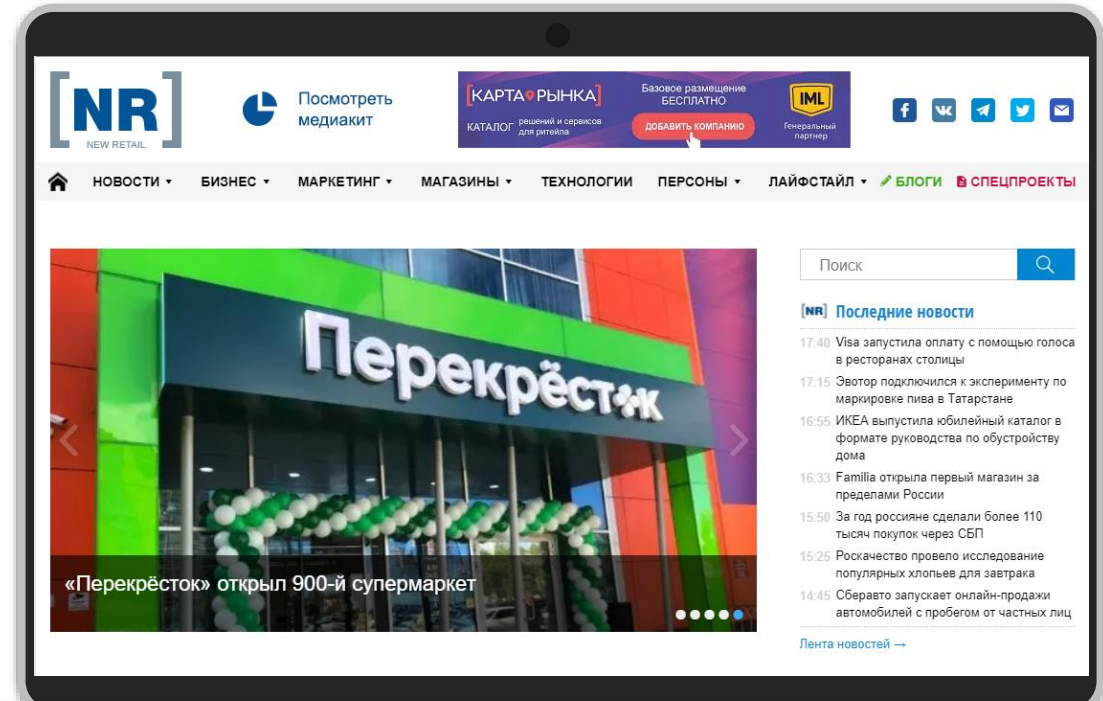 [NR]
NEW RETAIL
Посмотреть
медиакит
[КАРТА РЫНКА]
КАТАЛОГ решений и сервисов
для ритейла
Базовое размещение
БЕСПЛАТНО
ДОБАВИТЬ КОМПАНИЮ
IML
Генеральный
партнер
НОВОСТИ БИЗНЕС МАРКЕТИНГ МАГАЗИНЫ ТЕХНОЛОГИИ ПЕРСОНЫ ЛАЙФСТАЙЛ БЛОГИ СПЕЦПРОЕКТЫ
Перекрёсток
«Перекрёсток» открыл 900-й супермаркет
Поиск
[NR] Последние новости
17:40 Visa запустила оплату с помощью голоса
в ресторанах столицы
17:15 Эвотор подключился к эксперименту по
маркировке пива в Татарстане
16:55 ИКЕА выпустила юбилейный каталог в
формате руководства по обустройству
дома
16:33 Familia открыла первый магазин за
пределами России
15:50 За год россияне сделали более 110
тысяч покупок через СБП
15:25 Роскачество провело исследование
популярных хлопьев для завтрака
14:45 Сберавто запускает онлайн-продажи
автомобилей с пробегом от частных лиц
Лента новостей →